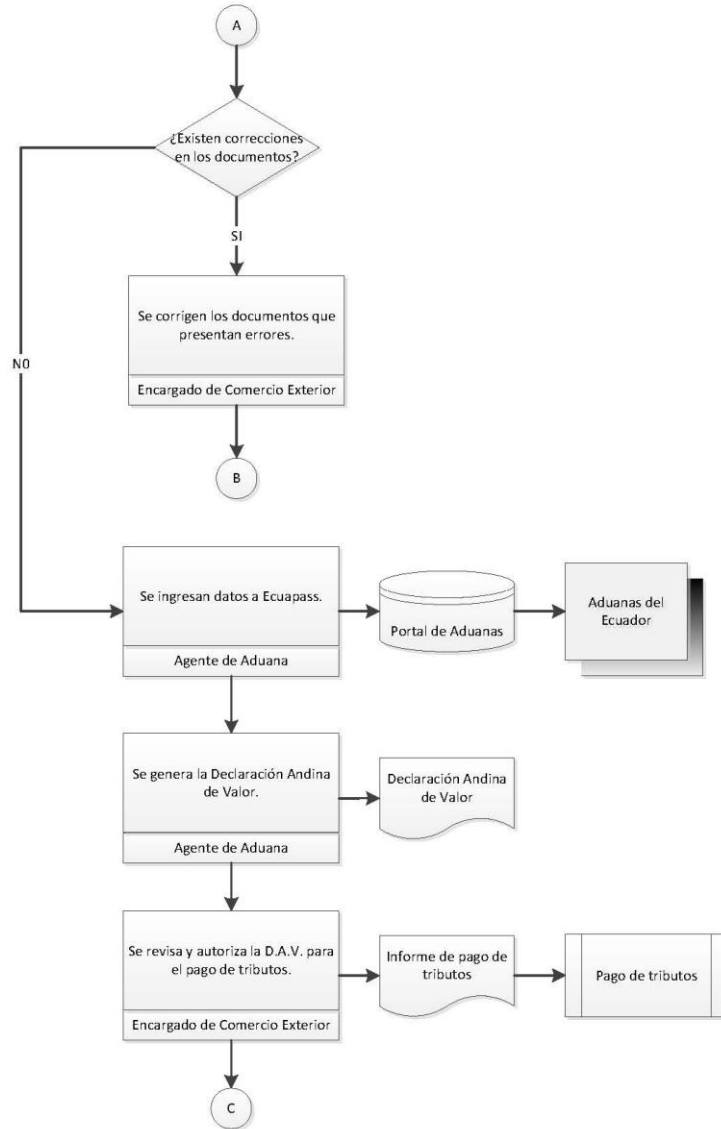 A
¿Existen correcciones
en los documentos?
SI
Se corrigen los documentos que
presentan errores.
N0
Encargado de Comercio Exterior
B
Se ingresan datos a Ecuapass.
Agente de Aduana
Portal de Aduanas
Aduanas del
Ecuador
Se genera la Declaración Andina
de Valor.
Agente de Aduana
Declaración Andina
de Valor
Se revisa y autoriza la D.A.V. para
el pago de tributos.
Encargado de Comercio Exterior
Informe de pago de
tributos
Pago de tributos
C